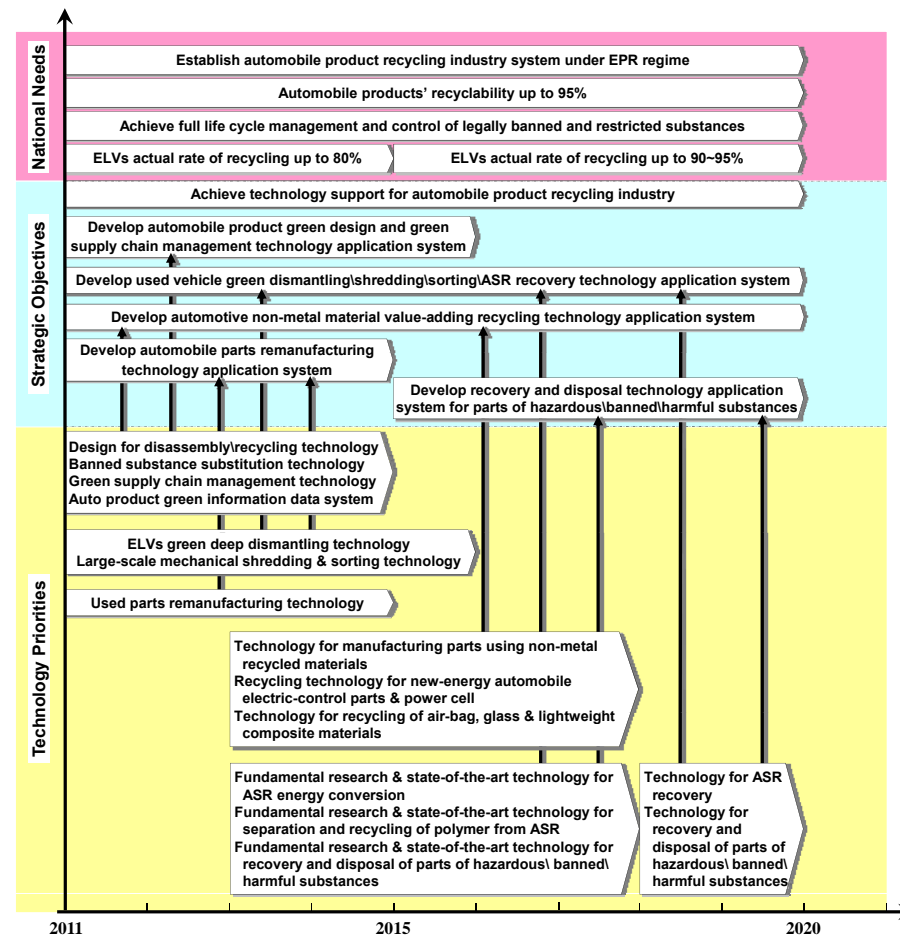 National Needs
Establish automobile product recycling industry system under EPR regime
Automobile products' recyclability up to 95%
Achieve full life cycle management and control of legally banned and restricted substances
ELVs actual rate of recycling up to 80%
ELVs actual rate of recycling up to 90~95%
Strategic Objectives
Achieve technology support for automobile product recycling industry
Develop automobile product green design and green
supply chain management technology application system
Develop used vehicle green dismantling\shredding\sorting\ASR recovery technology application system
Develop automotive non-metal material value-adding recycling technology application system
Develop automobile parts remanufacturing
technology application system
Develop recovery and disposal technology application
system for parts of hazardous\banned\harmful substances
Technology Priorities
Design for disassembly\recycling technology
Banned substance substitution technology
Green supply chain management technology
Auto product green information data system
ELVs green deep dismantling technology
Large-scale mechanical shredding & sorting technology
Used parts remanufacturing technology
Technology for manufacturing parts using non-metal
recycled materials
Recycling technology for new-energy automobile
electric-control parts & power cell
Technology for recycling of air-bag, glass & lightweight
composite materials
Fundamental research & state-of-the-art technology for
ASR energy conversion
Fundamental research & state-of-the-art technology for
separation and recycling of polymer from ASR
Fundamental research & state-of-the-art technology for
recovery and disposal of parts of hazardous\ banned\
harmful substances
Technology for ASR
recovery
Technology for
recovery and
disposal of parts of
hazardous\ banned\
harmful substances
2011
2015
2020